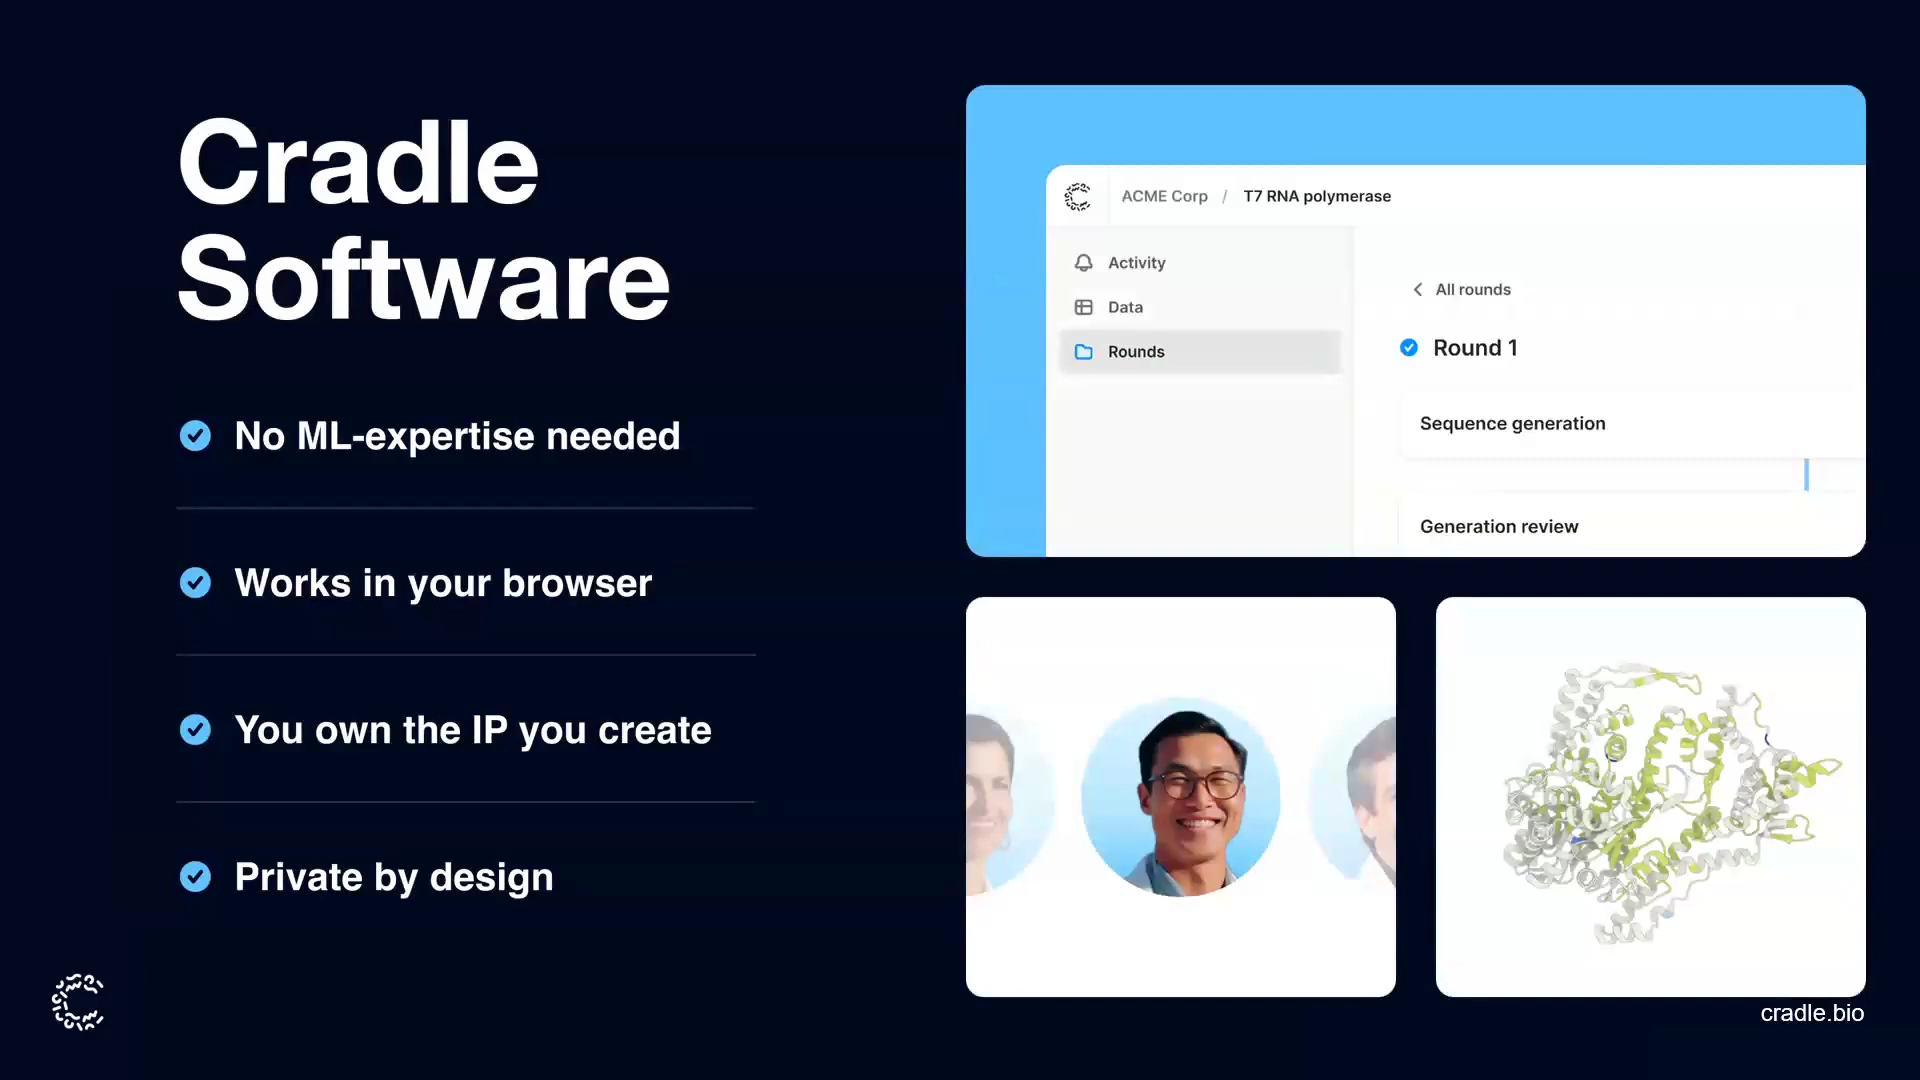 Cradle
Software
No ML-expertise needed
Works in your browser
You own the IP you create
Private by design
ACME Corp / T7 RNA polymerase
Activity
Data
Rounds
All rounds
Round 1
Sequence generation
Generation review
cradle.bio